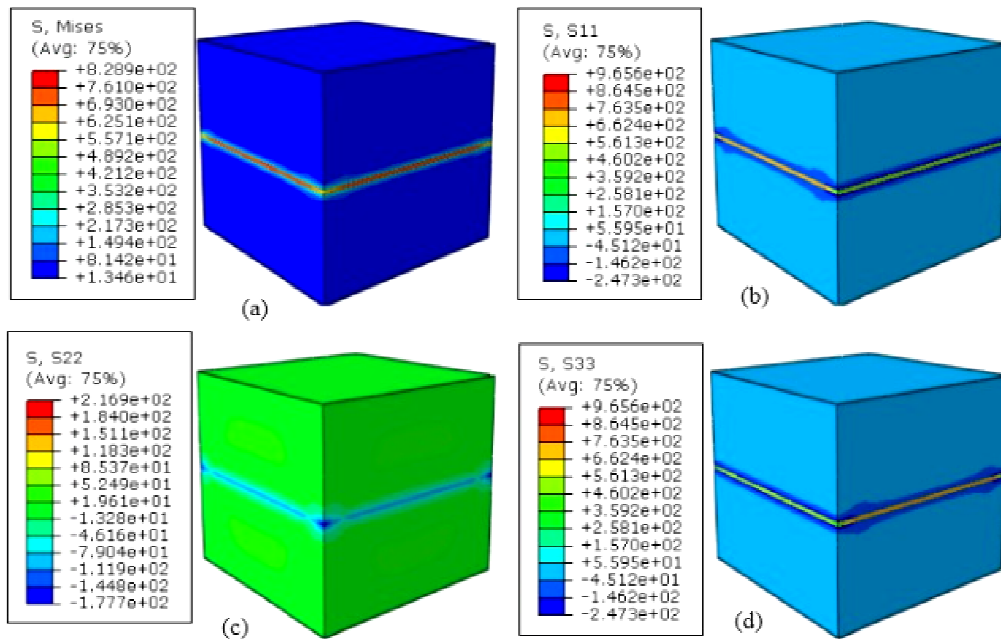 S, Mises
(Avg: 75%)
+8.289e+02
+7.610e+02
+6.930e+02
+6.251e+02
+5.571e+02
+4.892e+02
+4.212e+02
+3.532e+02
+2.853e+02
+2.173e+02
+1.494e+02
+8.142e+01
+1.346e+01
(a)
S, S11
(Avg: 75%)
+9.656e+02
+8.645e+02
+7.635e+02
+6.624e+02
+5.613e+02
+4.602e+02
+3.592e+02
+2.581e+02
+1.570e+02
+5.595e+01
-4.512e+01
-1.462e+02
-2.473e+02
(b)
S, S22
(Avg: 75%)
+2.169e+02
+1.840e+02
+1.511e+02
+1.183e+02
+8.537e+01
+5.249e+01
+1.961e+01
-1.328e+01
-4.616e+01
-7.904e+01
-1.119e+02
-1.448e+02
-1.777e+02
(c)
S, S33
(Avg: 75%)
+9.656e+02
+8.645e+02
+7.635e+02
+6.624e+02
+5.613e+02
+4.602e+02
+3.592e+02
+2.581e+02
+1.570e+02
+5.595e+01
-4.512e+01
-1.462e+02
-2.473e+02
(d)